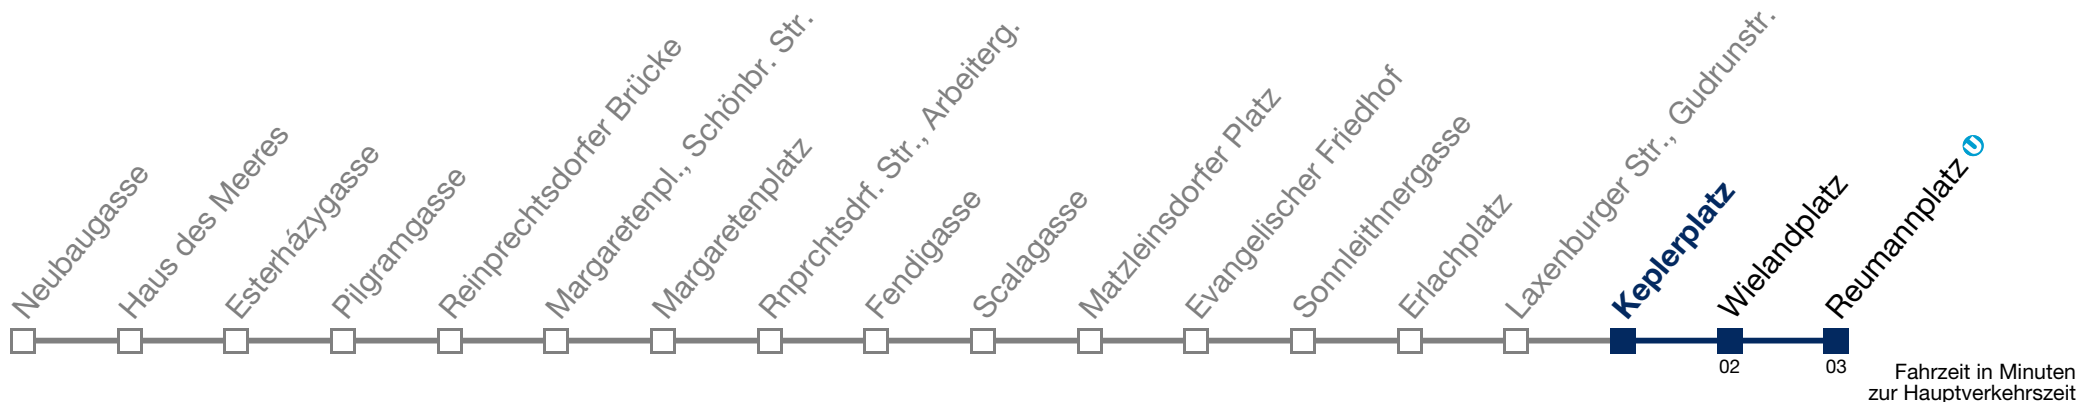 Neubaugasse
Haus des Meeres
Esterházygasse
Pilgramgasse
Reinprechtsdorfer Brücke
Margaretenpl., Schönbr. Str.
Margaretenplatz
Rnprchtsdrf. Str., Arbeiterg.
Fendigasse
Scalagasse
Matzleinsdorfer Platz
Evangelischer Friedhof
Sonnleithnergasse
Erlachplatz
Laxenburger Str., Gudrunstr.
Keplerplatz
Wielandplatz
Reumannplatz U
02
03
Fahrzeit in Minuten
zur Hauptverkehrszeit